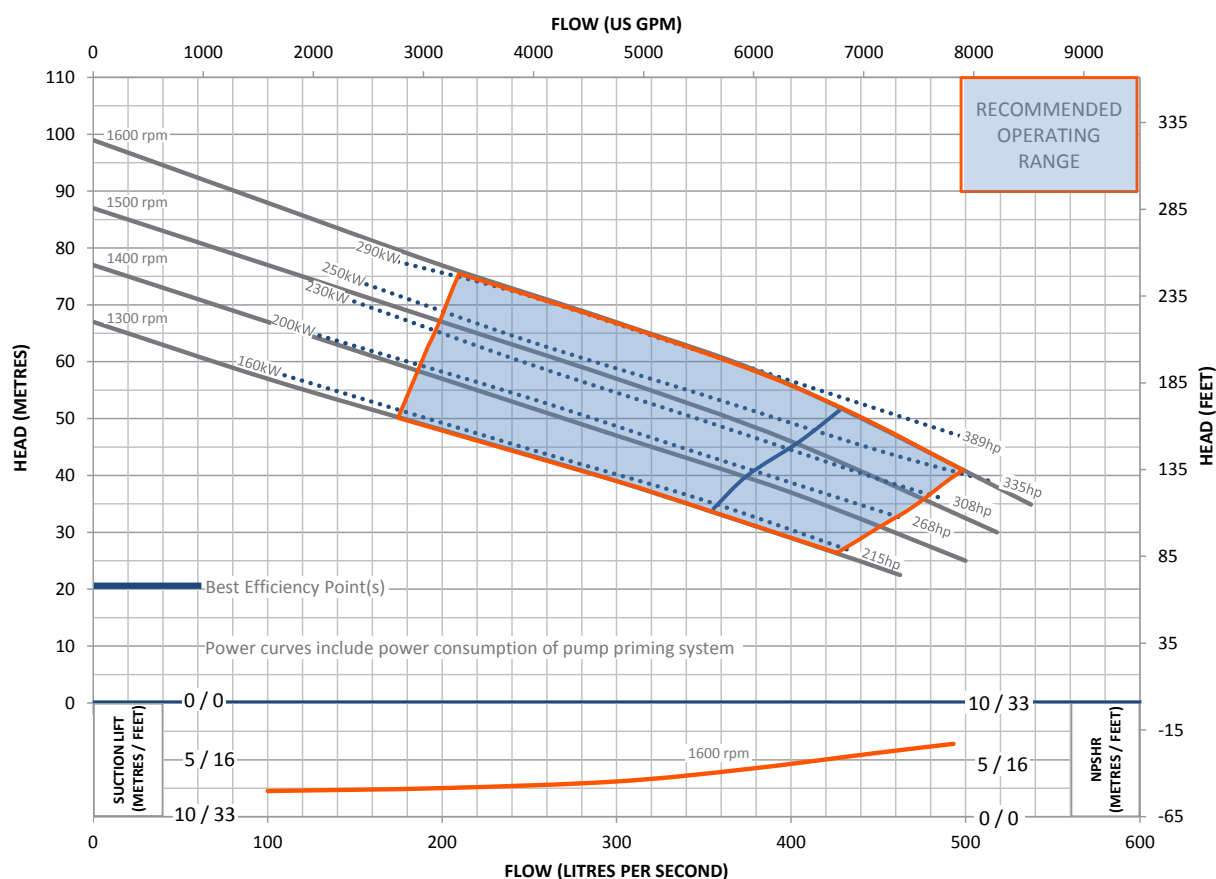 FLOW (US GPM)
0 1000 2000 3000 4000 5000 6000 7000 8000 9000
110
100
90
80
70
60
50
40
30
20
10
0
HEAD (METRES)
335
285
235
185
135
85
35
-15
-65
HEAD (FEET)
RECOMMENDED
OPERATING
RANGE
1600 rpm
1500 rpm
1400 rpm
1300 rpm
290kW
250kW
230kW
200kW
160kW
389hp
335hp
308hp
268hp
215hp
Best Efficiency Point(s)
Power curves include power consumption of pump priming system
0 / 0
5 / 16
10 / 33
SUCTION LIFT
(METRES / FEET)
1600 rpm
10 / 33
5 / 16
0 / 0
NPSHR
(METRES / FEET)
0 100 200 300 400 500 600
FLOW (LITRES PER SECOND)